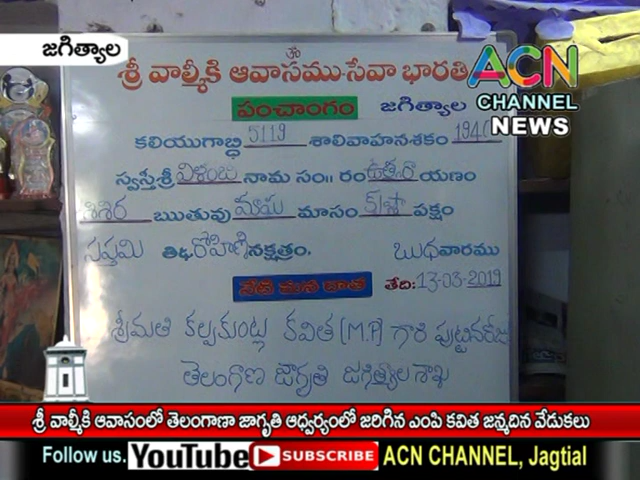 జగిత్యాల
ACN
CHANNEL
NEWS
ఓం
శ్రీ వాల్మీకి ఆవాసము-సేవా భారతి
పంచాంగం జగిత్యాల
కలియుగాబ్ధి 5119 శాలివాహనశకం 1940
స్వస్తిశ్రీ విళంబి నామ సం॥ రం ఉత్తరా యణం
శిశిర ఋతువు మాఘ మాసం పక్షం
సప్తమి తిథి, రోహిణి నక్షత్రం, బుధవారము
నేటి మన మాట తేది: 13-03-2019
శ్రీమతి కల్వకుంట్ల కవిత (M.P) గారి పుట్టినరోజు
తెలంగాణ జాగృతి జగిత్యాల శాఖ
శ్రీ వాల్మీకి ఆవాసంలో తెలంగాణా జాగృతి ఆధ్వర్యంలో జరిగిన ఎంపి కవిత జన్మదిన వేడుకలు
Follow us. YouTube SUBSCRIBE ACN CHANNEL, Jagtial